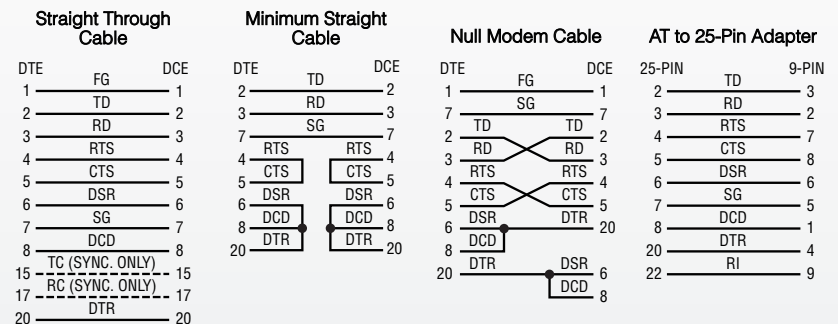 Straight Through Cable
DTE DCE
FG
1 1
TD
2 2
RD
3 3
RTS
4 4
CTS
5 5
DSR
6 6
SG
7 7
DCD
8 8
TC (SYNC. ONLY)
15 15
RC (SYNC. ONLY)
17 17
DTR
20 20
Minimum Straight Cable
DTE DCE
TD
2 2
RD
3 3
SG
7 7
RTS RTS
4 4
CTS CTS
5 5
DSR DSR
6 6
DCD DCD
8 8
DTR DTR
20 20
Null Modem Cable
DTE DCE
FG
1 1
SG
7 7
TD TD
2 2
RD RD
3 3
RTS RTS
4 4
CTS CTS
5 5
DSR DTR
6 20
DCD
8
DTR DSR
20 6
DCD
8
AT to 25-Pin Adapter
25-PIN 9-PIN
TD
2 3
RD
3 2
RTS
4 7
CTS
5 8
DSR
6 6
SG
7 5
DCD
8 1
DTR
20 4
RI
22 9